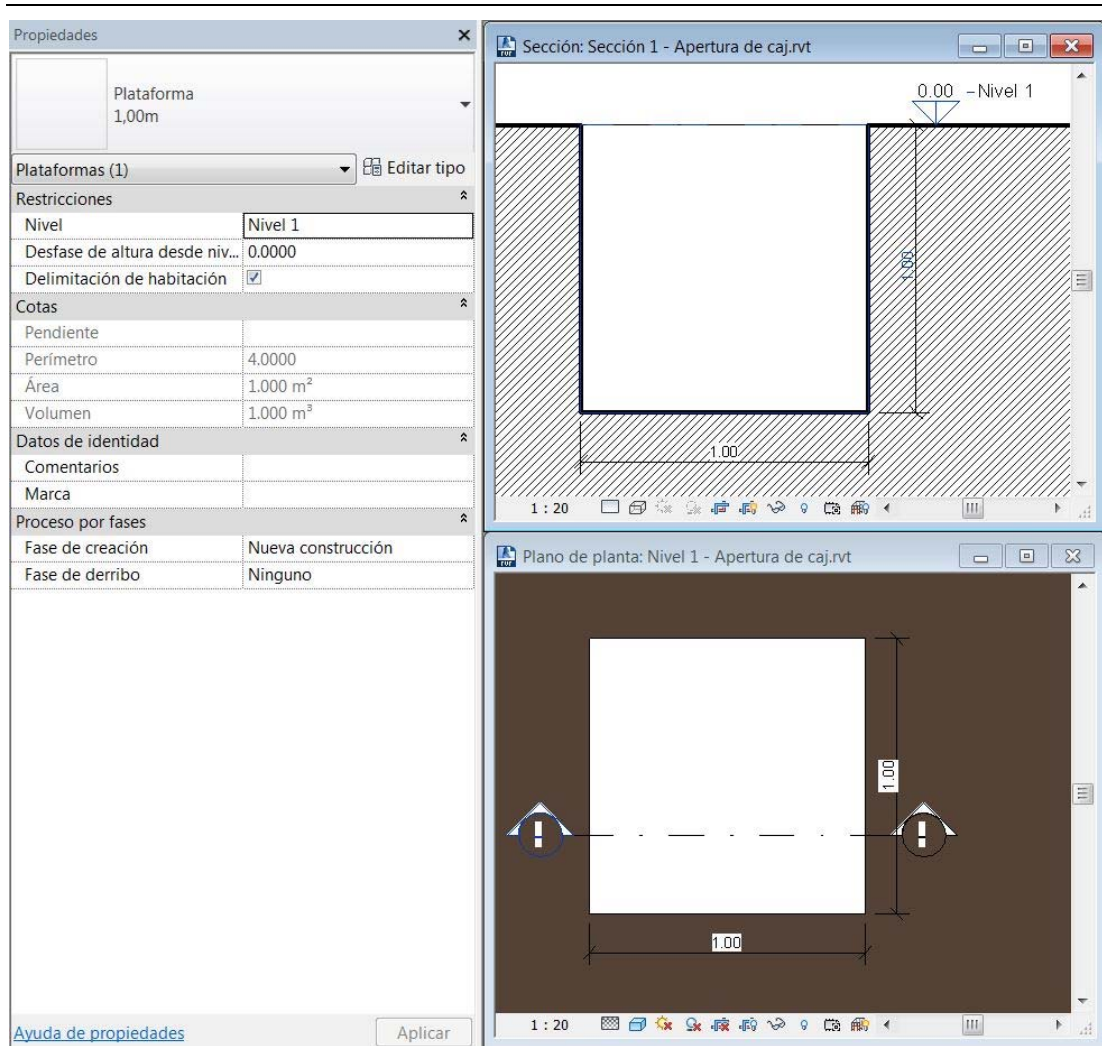 Propiedades
Plataforma
1,00m
Plataformas (1)
Editar tipo
Restricciones
Nivel
Nivel 1
Desfase de altura desde niv...
0.0000
Delimitación de habitación
Cotas
Pendiente
Perímetro
4.0000
Área
1.000 m²
Volumen
1.000 m³
Datos de identidad
Comentarios
Marca
Proceso por fases
Fase de creación
Nueva construcción
Fase de derribo
Ninguno
Ayuda de propiedades
Aplicar
Sección: Sección 1 - Apertura de caj.rvt
0.00
Nivel 1
1.00
1.00
1 : 20
Plano de planta: Nivel 1 - Apertura de caj.rvt
1.00
1.00
1 : 20